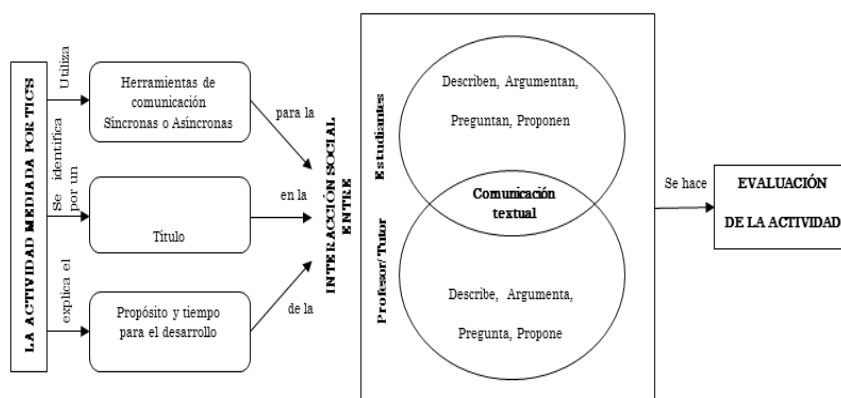 LA ACTIVIDAD MEDIADA POR TICS
Utiliza
Se identifica
por un
explica el
Herramientas de
comunicación
Síncronas o Asíncronas
Título
Propósito y tiempo
para el desarrollo
para la
en la
de la
INTERACCIÓN SOCIAL
ENTRE
Estudiantes
Profesor/Tutor
Describen, Argumentan,
Preguntan, Proponen
Comunicación
textual
Describe, Argumenta,
Pregunta, Propone
Se hace
EVALUACIÓN
DE LA ACTIVIDAD